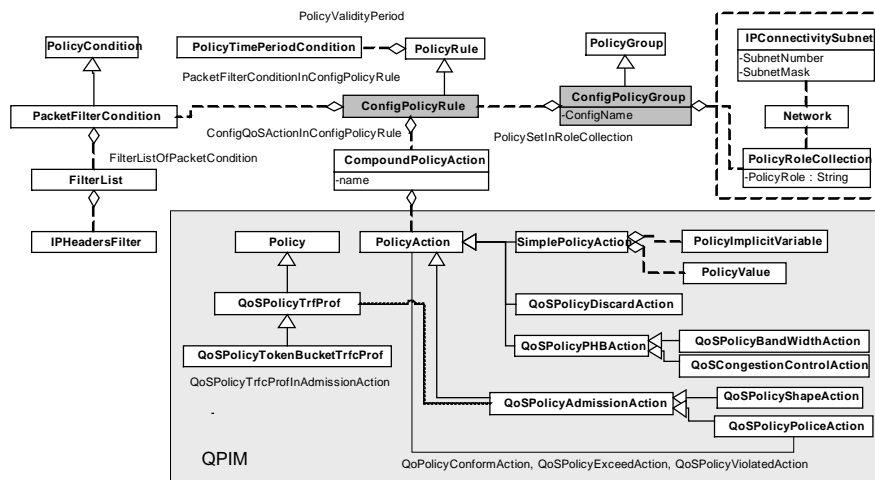 PolicyValidityPeriod
PolicyCondition
PolicyTimePeriodCondition
PolicyRule
PolicyGroup
IPConnectivitySubnet
-SubnetNumber
-SubnetMask
PacketFilterConditionInConfigPolicyRule
PacketFilterCondition
ConfigPolicyRule
ConfigPolicyGroup
-ConfigName
Network
ConfigQoSActionInConfigPolicyRule
PolicySetInRoleCollection
FilterListOfPacketCondition
CompoundPolicyAction
-name
PolicyRoleCollection
-PolicyRole : String
FilterList
IPHeadersFilter
Policy
PolicyAction
SimplePolicyAction
PolicyImplicitVariable
PolicyValue
QoSPolicyTrfProf
QoSPolicyDiscardAction
QoSPolicyTokenBucketTrfcProf
QoSPolicyPHBAction
QoSPolicyBandWidthAction
QoSCongestionControlAction
QoSPolicyTrfcProfInAdmissionAction
QoSPolicyAdmissionAction
QoSPolicyShapeAction
QoSPolicyPoliceAction
-
QPIM
QoPolicyConformAction, QoSPolicyExceedAction, QoSPolicyViolatedAction